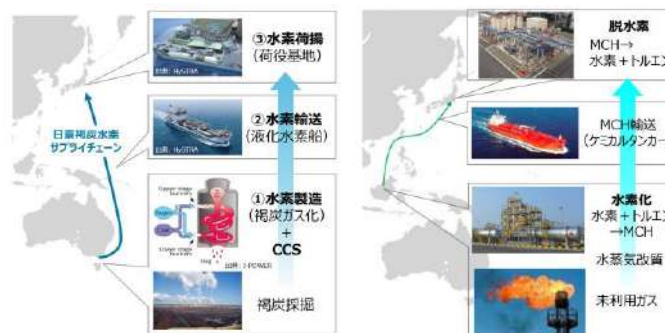 ③水素荷揚
(荷役基地)
出所：HySTRA
日豪褐炭水素
サプライチェーン
②水素輸送
(液化水素船)
出所：HySTRA
①水素製造
(褐炭ガス化)
+
CCS
出所：J-POWER
褐炭採掘
脱水素
MCH→
水素＋トルエン
MCH輸送
(ケミカルタンカー
水素化
水素＋トルエン
→MCH
水蒸気改質
未利用ガス